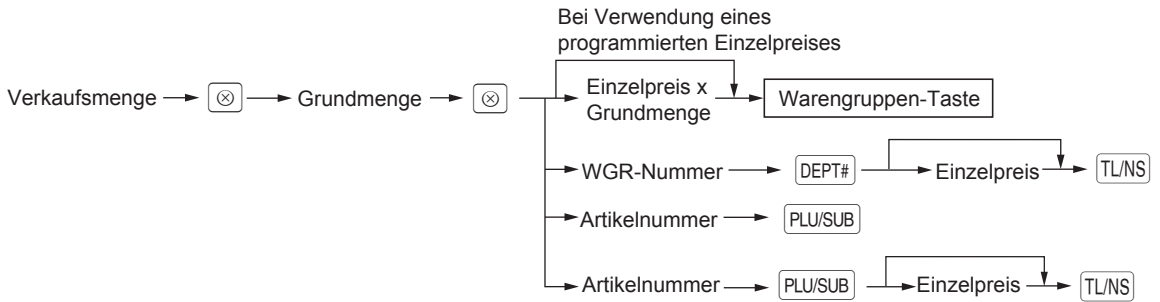 Bei Verwendung eines
programmierten Einzelpreises
Verkaufsmenge ⊗ Grundmenge ⊗ Einzelpreis x
Grundmenge Warengruppen-Taste
WGR-Nummer DEPT# Einzelpreis TL/NS
Artikelnummer PLU/SUB
Artikelnummer PLU/SUB Einzelpreis TL/NS